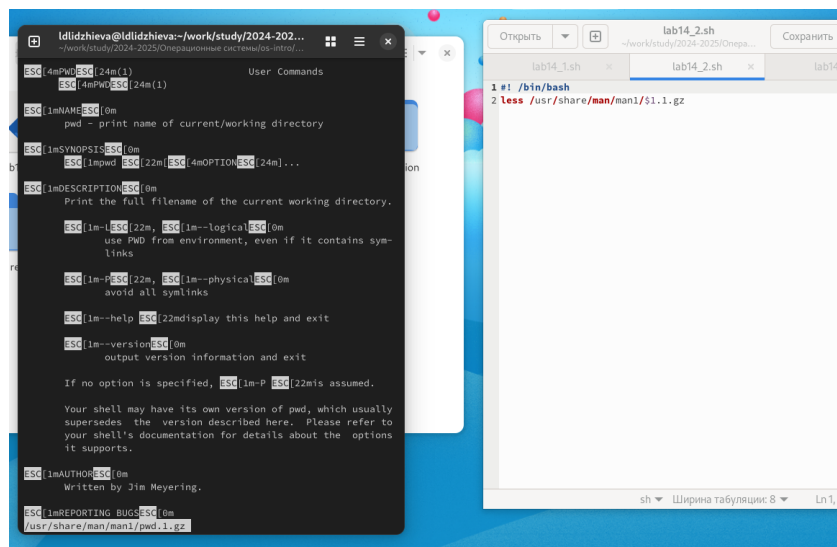 ldlidzhieva@ldlidzhieva:~/work/study/2024-202...
~/work/study/2024-2025/Операционные системы/os-intro/...
ESC[4mPWDESC[24m(1) User Commands
ESC[4mPWDESC[24m(1)
ESC[1mNAMEESC[0m
pwd - print name of current/working directory
ESC[1mSYNOPSISESC[0m
ESC[1mpwd ESC[22m[ESC[4mOPTIONESC[24m]...
ESC[1mDESCRIPTIONESC[0m
Print the full filename of the current working directory.
ESC[1m-LESC[22m, ESC[1m--logicalESC[0m
use PWD from environment, even if it contains sym-
links
ESC[1m-PESC[22m, ESC[1m--physicalESC[0m
avoid all symlinks
ESC[1m--help ESC[22mdisplay this help and exit
ESC[1m--versionESC[0m
output version information and exit
If no option is specified, ESC[1m-P ESC[22mis assumed.
Your shell may have its own version of pwd, which usually
supersedes the version described here. Please refer to
your shell's documentation for details about the options
it supports.
ESC[1mAUTHORESC[0m
Written by Jim Meyering.
ESC[1mREPORTING BUGSESC[0m
/usr/share/man/man1/pwd.1.gz
Открыть
lab14_2.sh
~/work/study/2024-2025/Опера...
Сохранить
lab14_1.sh
lab14_2.sh
lab14
1 #! /bin/bash
2 less /usr/share/man/man1/$1.1.gz
sh
Ширина табуляции: 8
Ln 1,